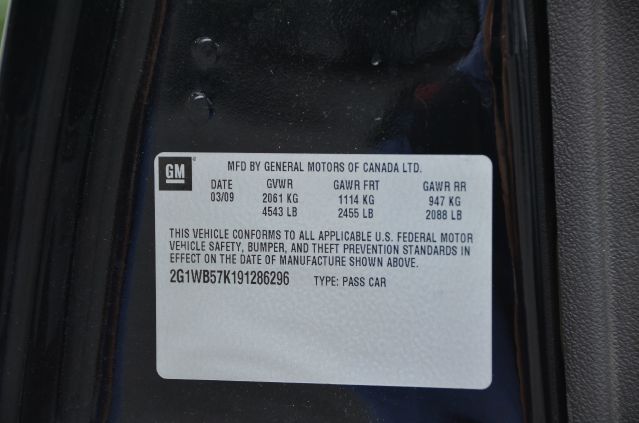 GM MFD BY GENERAL MOTORS OF CANADA LTD.
DATE GVWR GAWR FRT GAWR RR
03/09 2061 KG 1114 KG 947 KG
4543 LB 2455 LB 2088 LB
THIS VEHICLE CONFORMS TO ALL APPLICABLE U.S. FEDERAL MOTOR
VEHICLE SAFETY, BUMPER, AND THEFT PREVENTION STANDARDS IN
EFFECT ON THE DATE OF MANUFACTURE SHOWN ABOVE.
2G1WB57K191286296 TYPE: PASS CAR